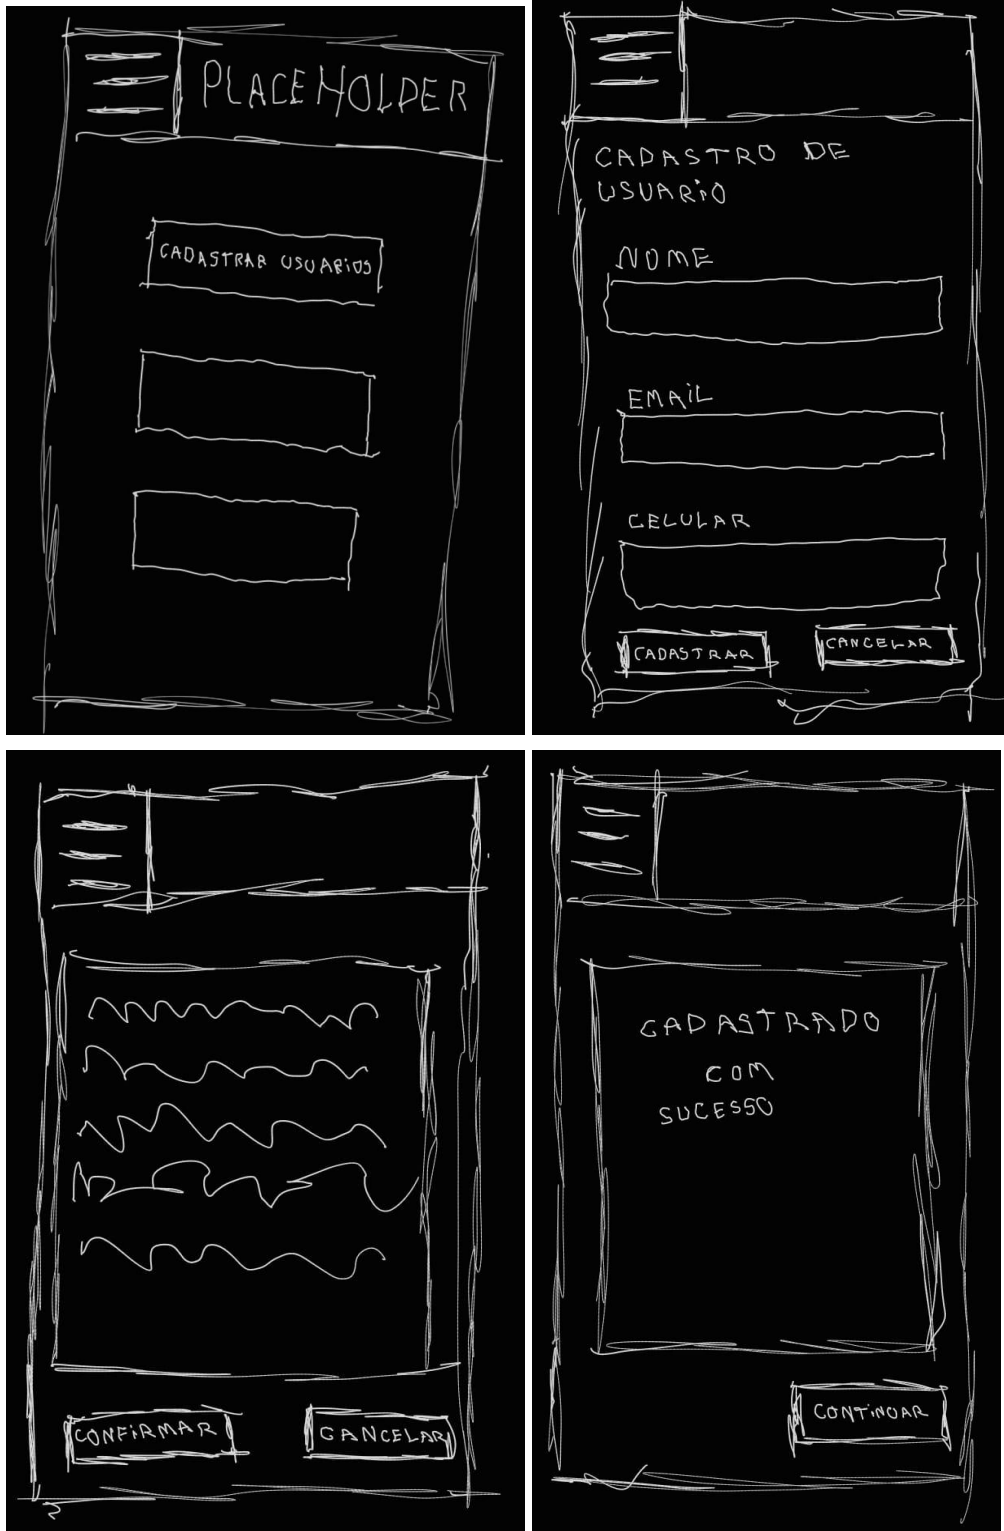 PLACEHOLDER
CADASTRAR USUARIOS
CADASTRO DE
USUARIO
NOME
EMAIL
CELULAR
CADASTRAR
CANCELAR
CONFIRMAR
CANCELAR
CADASTRADO
COM
SUCESSO
CONTINUAR